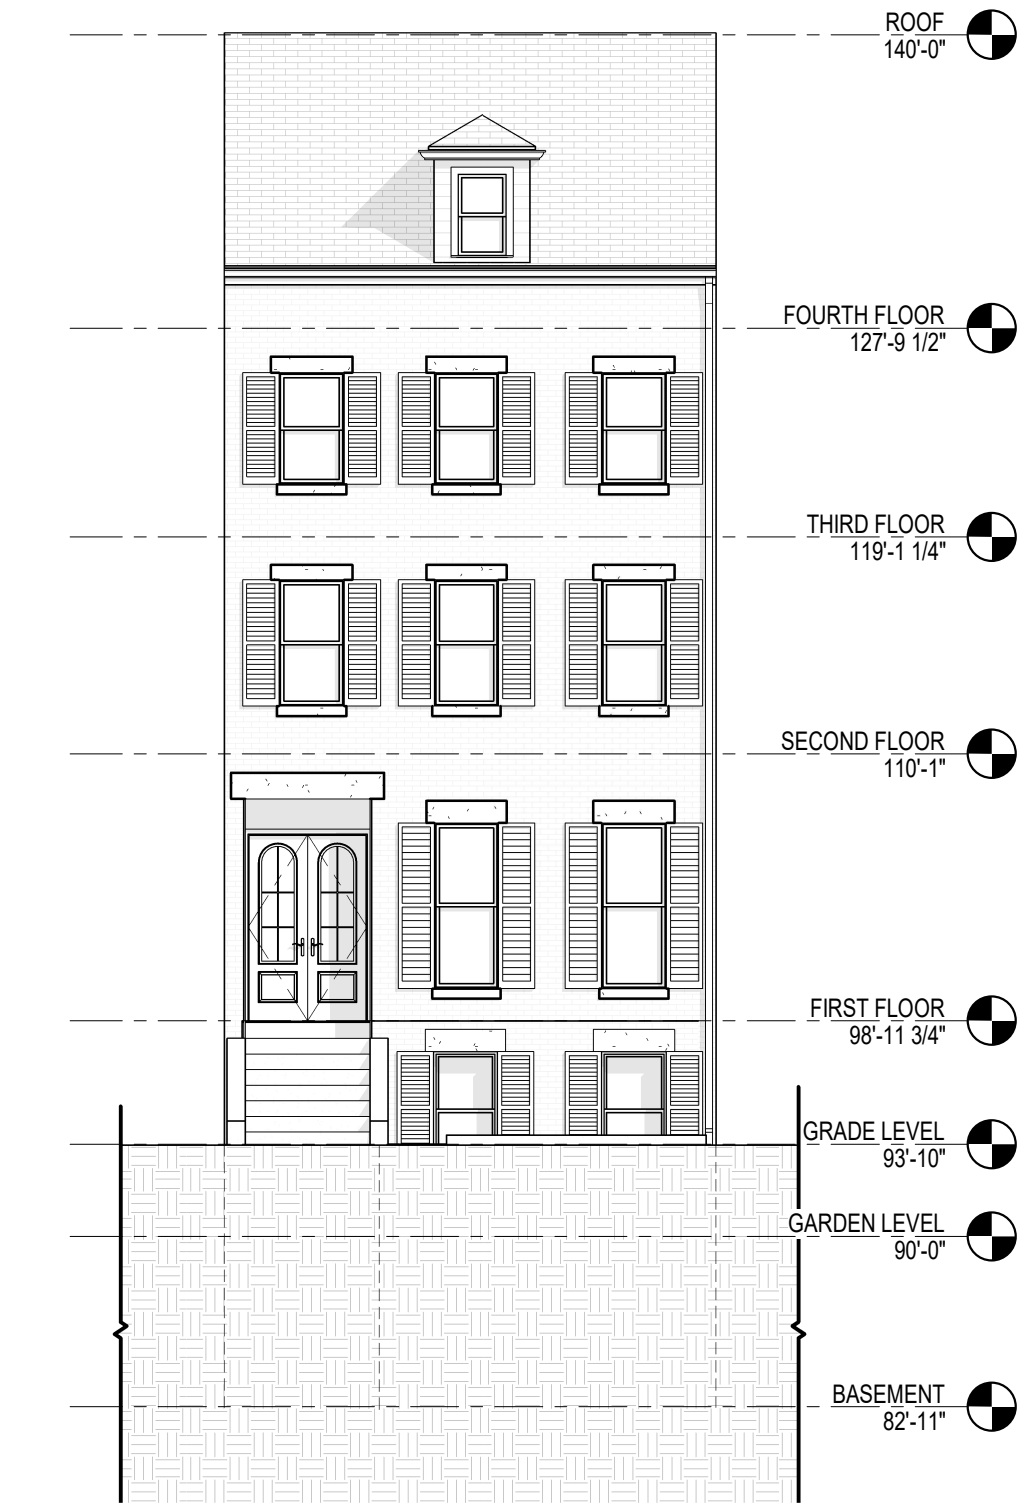 ROOF
140'-0"
FOURTH FLOOR
127'-9 1/2"
THIRD FLOOR
119'-1 1/4"
SECOND FLOOR
110'-1"
FIRST FLOOR
98'-11 3/4"
GRADE LEVEL
93'-10"
GARDEN LEVEL
90'-0"
BASEMENT
82'-11"